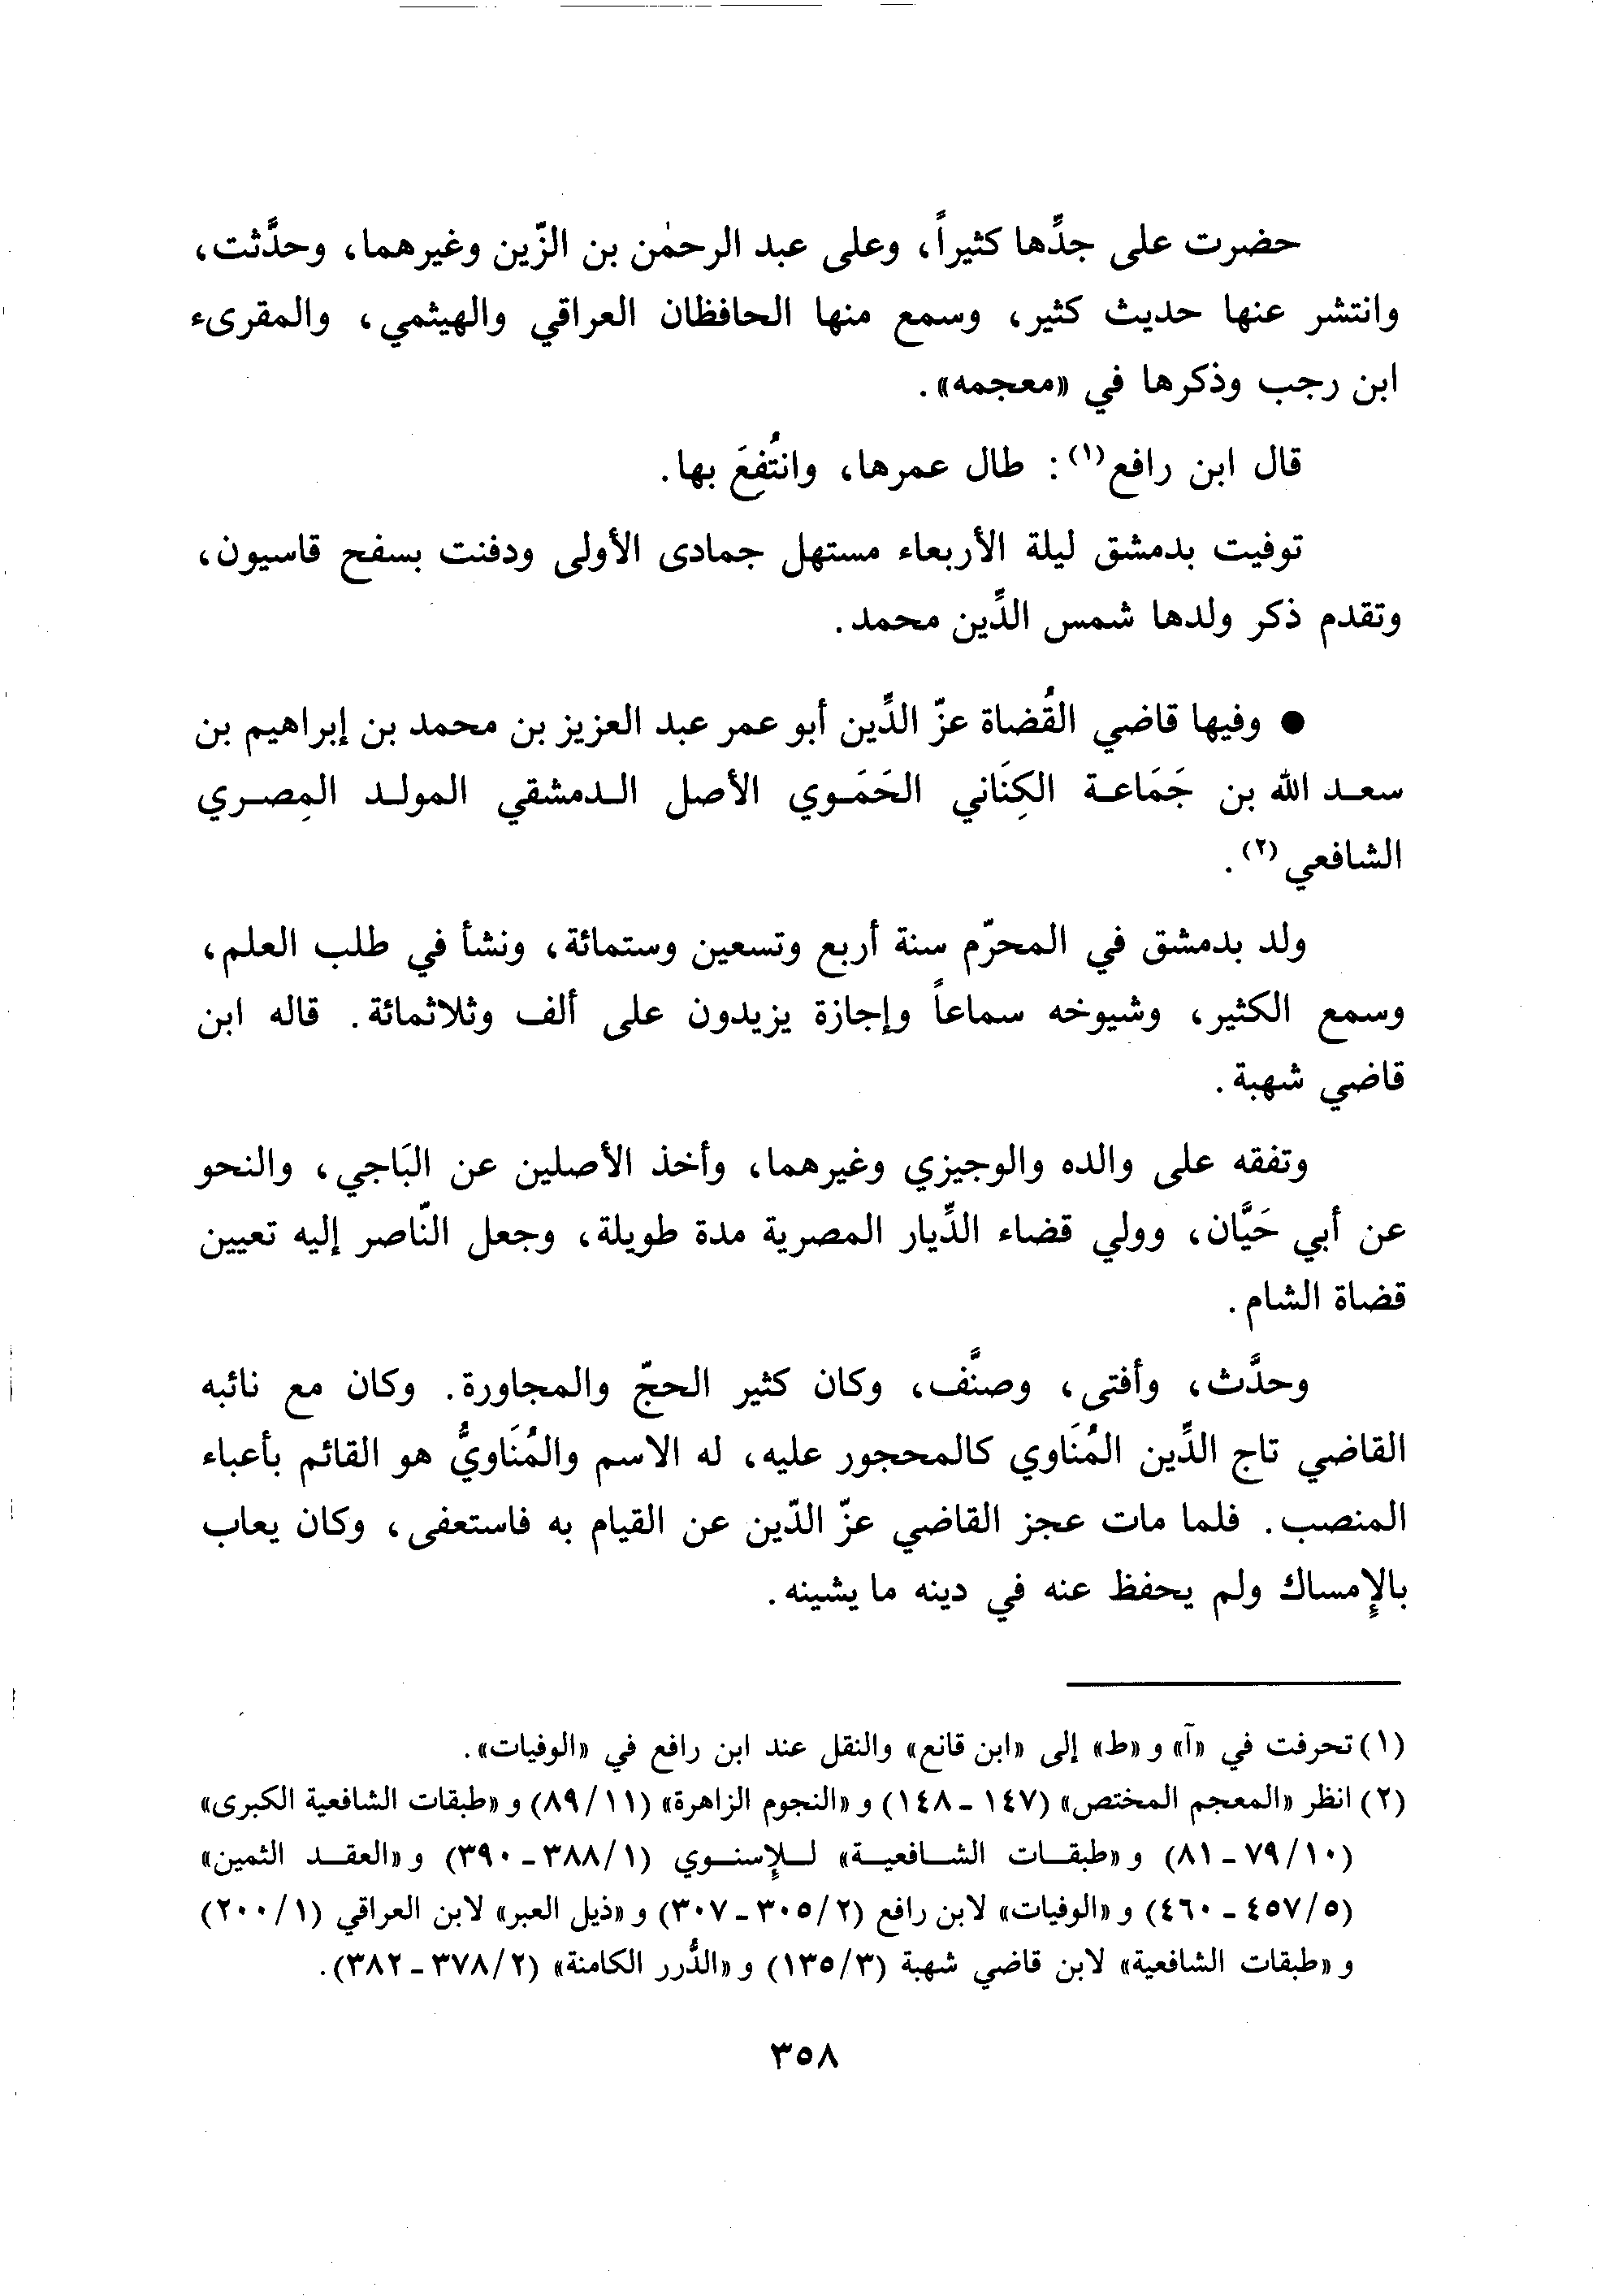 حضرت على جدِّها كثيراً، وعلى عبد الرحمٰن بن الزّين وغيرهما، وحدَّثت،
وانتشر عنها حديث كثير، وسمع منها الحافظان العراقي والهيثمي، والمقرىء
ابن رجب وذكرها في «معجمه».
قال ابن رافع(١): طال عمرها، وانتُفِعَ بها.
توفيت بدمشق ليلة الأربعاء مستهل جمادى الأولى ودفنت بسفح قاسيون،
وتقدم ذكر ولدها شمس الدِّين محمد.
● وفيها قاضي القُضاة عزّ الدِّين أبو عمر عبد العزيز بن محمد بن إبراهيم بن
سعد الله بن جَمَاعة الكِنَاني الحَمَوي الأصل الدمشقي المولد المِصري
الشافعي(٢).
ولد بدمشق في المحرّم سنة أربع وتسعين وستمائة، ونشأ في طلب العلم،
وسمع الكثير، وشيوخه سماعاً وإجازة يزيدون على ألف وثلاثمائة. قاله ابن
قاضي شهبة.
وتفقه على والده والوجيزي وغيرهما، وأخذ الأصلين عن البَاجي، والنحو
عن أبي حَيَّان، وولي قضاء الدِّيار المصرية مدة طويلة، وجعل النّاصر إليه تعيين
قضاة الشام.
وحدَّث، وأفتى، وصنَّف، وكان كثير الحجّ والمجاورة. وكان مع نائبه
القاضي تاج الدِّين المُنَاوي كالمحجور عليه، له الاسم والمُنَاويُّ هو القائم بأعباء
المنصب. فلما مات عجز القاضي عزّ الدّين عن القيام به فاستعفى، وكان يعاب
بالإِمساك ولم يحفظ عنه في دينه ما يشينه.
(١) تحرفت في «آ» و «ط» إلى «ابن قانع» والنقل عند ابن رافع في «الوفيات».
(٢) انظر «المعجم المختص» (١٤٧ - ١٤٨) و «النجوم الزاهرة» (٨٩/١١) و «طبقات الشافعية الكبرى»
(٧٩/١٠ - ٨١) و «طبقات الشافعية» للإِسنوي (٣٨٨/١ - ٣٩٠) و «العقد الثمين»
(٤٥٧/٥ - ٤٦٠) و «الوفيات» لابن رافع (٣٠٥/٢ - ٣٠٧) و «ذيل العبر» لابن العراقي (٢٠٠/١)
و «طبقات الشافعية» لابن قاضي شهبة (١٣٥/٣) و «الدُّرر الكامنة» (٣٧٨/٢ - ٣٨٢).
٣٥٨